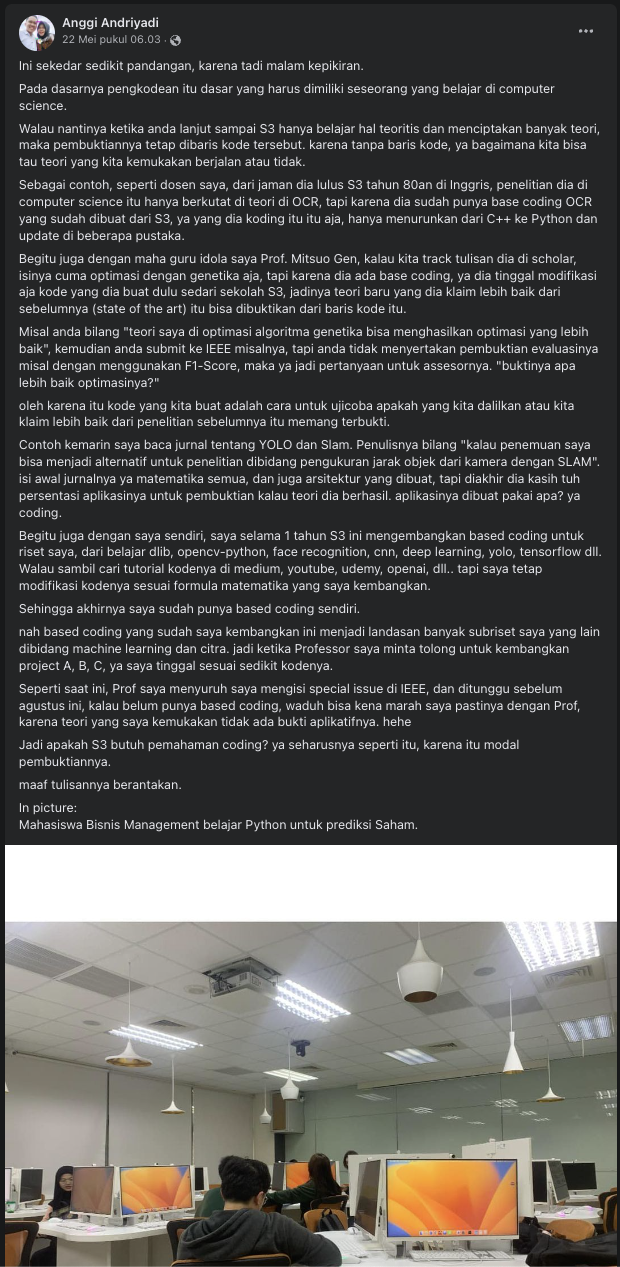 Anggi Andriyadi
22 Mei pukul 06.03 ·
Ini sekedar sedikit pandangan, karena tadi malam kepikiran.
Pada dasarnya pengkodean itu dasar yang harus dimiliki seseorang yang belajar di computer
science.
Walau nantinya ketika anda lanjut sampai S3 hanya belajar hal teoritis dan menciptakan banyak teori,
maka pembuktiannya tetap dibaris kode tersebut. karena tanpa baris kode, ya bagaimana kita bisa
tau teori yang kita kemukakan berjalan atau tidak.
Sebagai contoh, seperti dosen saya, dari jaman dia lulus S3 tahun 80an di Inggris, penelitian dia di
computer science itu hanya berkutat di teori di OCR, tapi karena dia sudah punya base coding OCR
yang sudah dibuat dari S3, ya yang dia koding itu itu aja, hanya menurunkan dari C++ ke Python dan
update di beberapa pustaka.
Begitu juga dengan maha guru idola saya Prof. Mitsuo Gen, kalau kita track tulisan dia di scholar,
isinya cuma optimasi dengan genetika aja, tapi karena dia ada base coding, ya dia tinggal modifikasi
aja kode yang dia buat dulu sedari sekolah S3, jadinya teori baru yang dia klaim lebih baik dari
sebelumnya (state of the art) itu bisa dibuktikan dari baris kode itu.
Misal anda bilang "teori saya di optimasi algoritma genetika bisa menghasilkan optimasi yang lebih
baik", kemudian anda submit ke IEEE misalnya, tapi anda tidak menyertakan pembuktian evaluasinya
misal dengan menggunakan F1-Score, maka ya jadi pertanyaan untuk assesornya. "buktinya apa
lebih baik optimasinya?"
oleh karena itu kode yang kita buat adalah cara untuk ujicoba apakah yang kita dalilkan atau kita
klaim lebih baik dari penelitian sebelumnya itu memang terbukti.
Contoh kemarin saya baca jurnal tentang YOLO dan Slam. Penulisnya bilang "kalau penemuan saya
bisa menjadi alternatif untuk penelitian dibidang pengukuran jarak objek dari kamera dengan SLAM".
isi awal jurnalnya ya matematika semua, dan juga arsitektur yang dibuat, tapi diakhir dia kasih tuh
persentasi aplikasinya untuk pembuktian kalau teori dia berhasil. aplikasinya dibuat pakai apa? ya
coding.
Begitu juga dengan saya sendiri, saya selama 1 tahun S3 ini mengembangkan based coding untuk
riset saya, dari belajar dlib, opencv-python, face recognition, cnn, deep learning, yolo, tensorflow dll.
Walau sambil cari tutorial kodenya di medium, youtube, udemy, openai, dll.. tapi saya tetap
modifikasi kodenya sesuai formula matematika yang saya kembangkan.
Sehingga akhirnya saya sudah punya based coding sendiri.
nah based coding yang sudah saya kembangkan ini menjadi landasan banyak subriset saya yang lain
dibidang machine learning dan citra. jadi ketika Professor saya minta tolong untuk kembangkan
project A, B, C, ya saya tinggal sesuai sedikit kodenya.
Seperti saat ini, Prof saya menyuruh saya mengisi special issue di IEEE, dan ditunggu sebelum
agustus ini, kalau belum punya based coding, waduh bisa kena marah saya pastinya dengan Prof,
karena teori yang saya kemukakan tidak ada bukti aplikatifnya. hehe
Jadi apakah S3 butuh pemahaman coding? ya seharusnya seperti itu, karena itu modal
pembuktiannya.
maaf tulisannya berantakan.
In picture:
Mahasiswa Bisnis Management belajar Python untuk prediksi Saham.